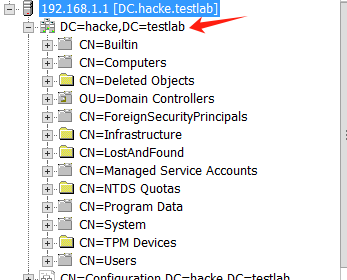 192.168.1.1 [DC.hacke.testlab]
DC=hacke,DC=testlab
CN=Builtin
CN=Computers
CN=Deleted Objects
OU=Domain Controllers
CN=ForeignSecurityPrincipals
CN=Infrastructure
CN=LostAndFound
CN=Managed Service Accounts
CN=NTDS Quotas
CN=Program Data
CN=System
CN=TPM Devices
CN=Users
CN=Configuration,DC=hacke,DC=testlab